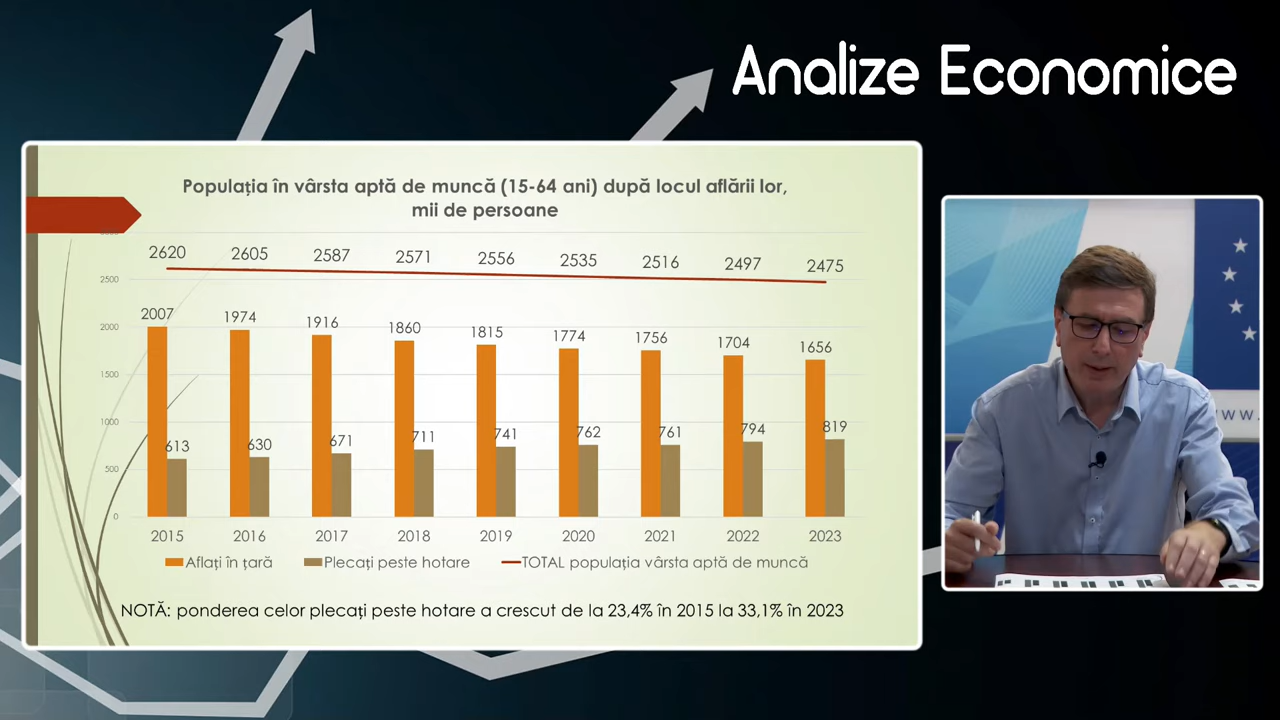 Analize Economice
Populația în vârsta aptă de muncă (15-64 ani) după locul aflării lor,
mii de persoane
2620 2605 2587 2571 2556 2535 2516 2497 2475
2500
2007 1974 1916 1860 1815 1774 1756 1704 1656
2000
1500
1000
613 630 671 711 741 762 761 794 819
500
0
2015 2016 2017 2018 2019 2020 2021 2022 2023
Aflați în țară Plecați peste hotare TOTAL populația vârsta aptă de muncă
NOTĂ: ponderea celor plecați peste hotare a crescut de la 23,4% în 2015 la 33,1% în 2023